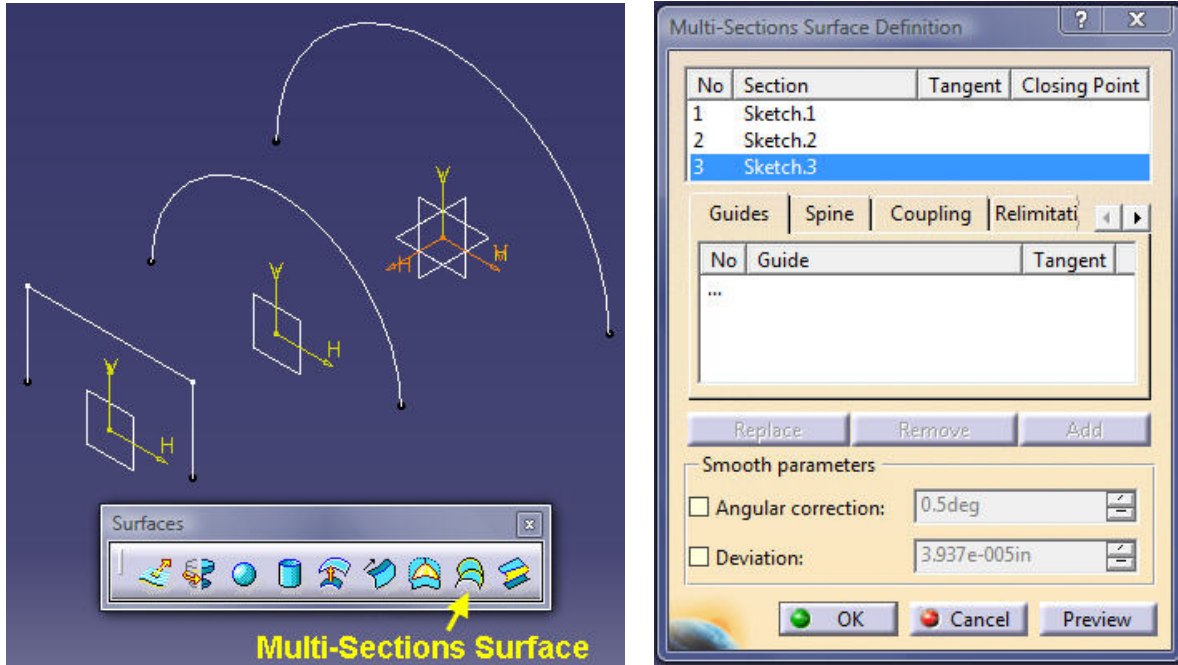 V
H
M
V
H
V
H
Surfaces
x
Multi-Sections Surface
Multi-Sections Surface Definition
? X
No Section Tangent Closing Point
1 Sketch.1
2 Sketch.2
3 Sketch.3
Guides Spine Coupling Relimitati
No Guide Tangent
...
Replace Remove Add
Smooth parameters
Angular correction: 0.5deg
Deviation: 3.937e-005in
OK Cancel Preview